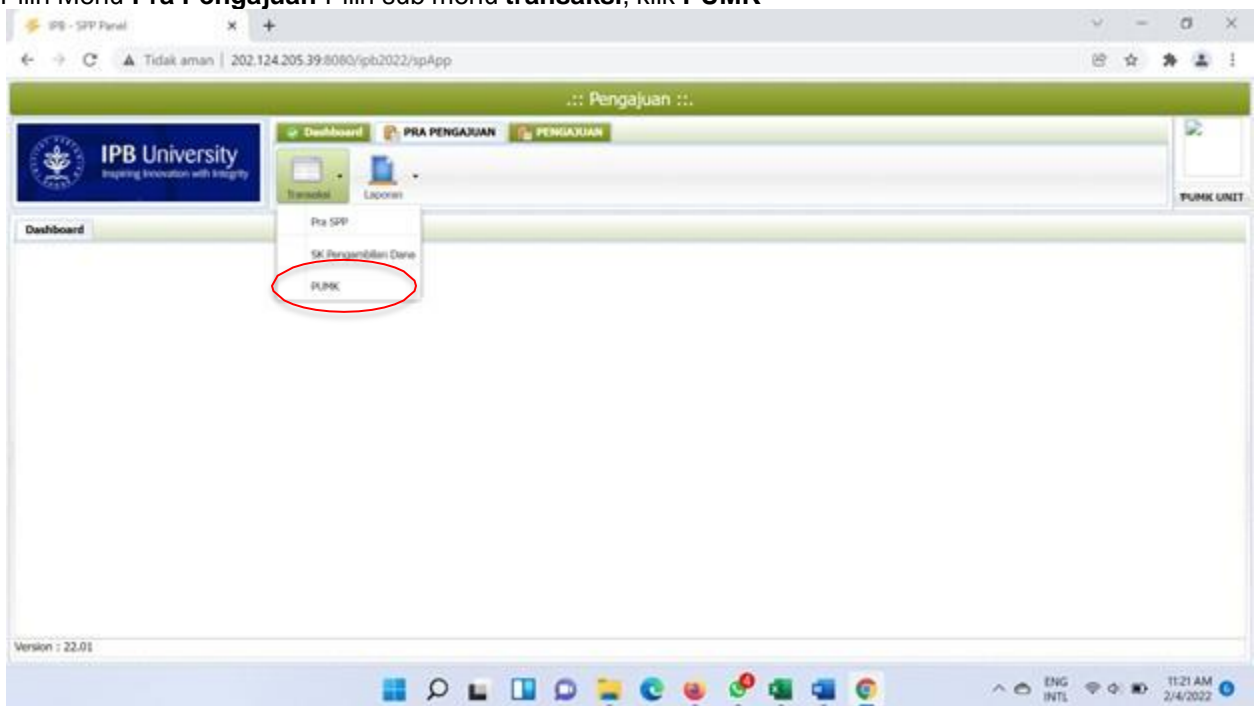 Pilih Menu Pra Pengajuan Pilih sub menu transaksi, klik PUMK
IPB - SPP Panel
Tidak aman | 202.124.205.39:8080/ipb2022/spApp
.:: Pengajuan ::.
Dashboard PRA PENGAJUAN PENGAJUAN
IPB University
Inspiring Innovation with Integrity
Transaksi Laporan
PUMK UNIT
Dashboard
Pra SPP
SK Pengambilan Dana
PUMK
Version : 22.01
ENG
INTL
11:21 AM
2/4/2022